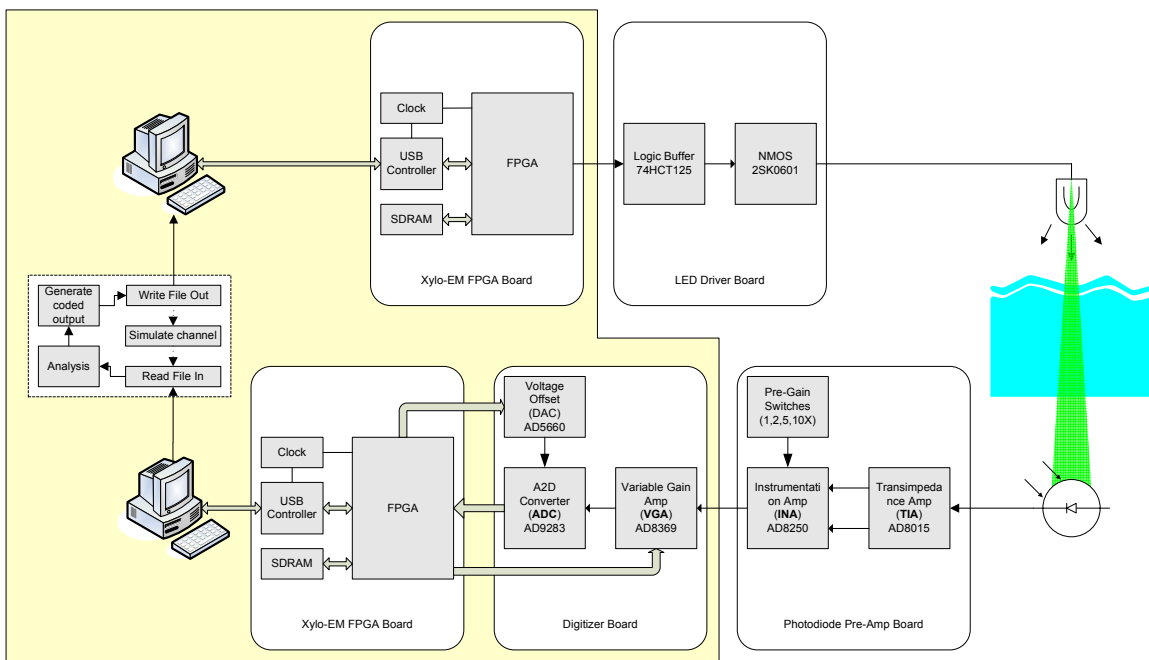 Clock
USB
Controller
SDRAM
FPGA
Xylo-EM FPGA Board
Logic Buffer
74HCT125
NMOS
2SK0601
LED Driver Board
Generate
coded
output
Write File Out
Simulate channel
Analysis
Read File In
Clock
USB
Controller
SDRAM
FPGA
Xylo-EM FPGA Board
Voltage
Offset
(DAC)
AD5660
A2D
Converter
(ADC)
AD9283
Variable Gain
Amp
(VGA)
AD8369
Digitizer Board
Pre-Gain
Switches
(1,2,5,10X)
Instrumentati
on Amp
(INA)
AD8250
Transimpeda
nce Amp
(TIA)
AD8015
Photodiode Pre-Amp Board